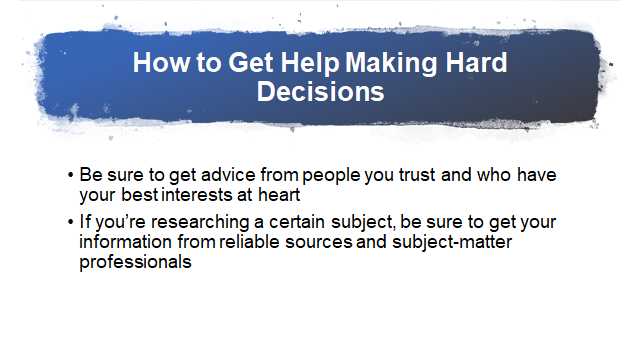 How to Get Help Making Hard
Decisions
• Be sure to get advice from people you trust and who have
your best interests at heart
• If you’re researching a certain subject, be sure to get your
information from reliable sources and subject-matter
professionals